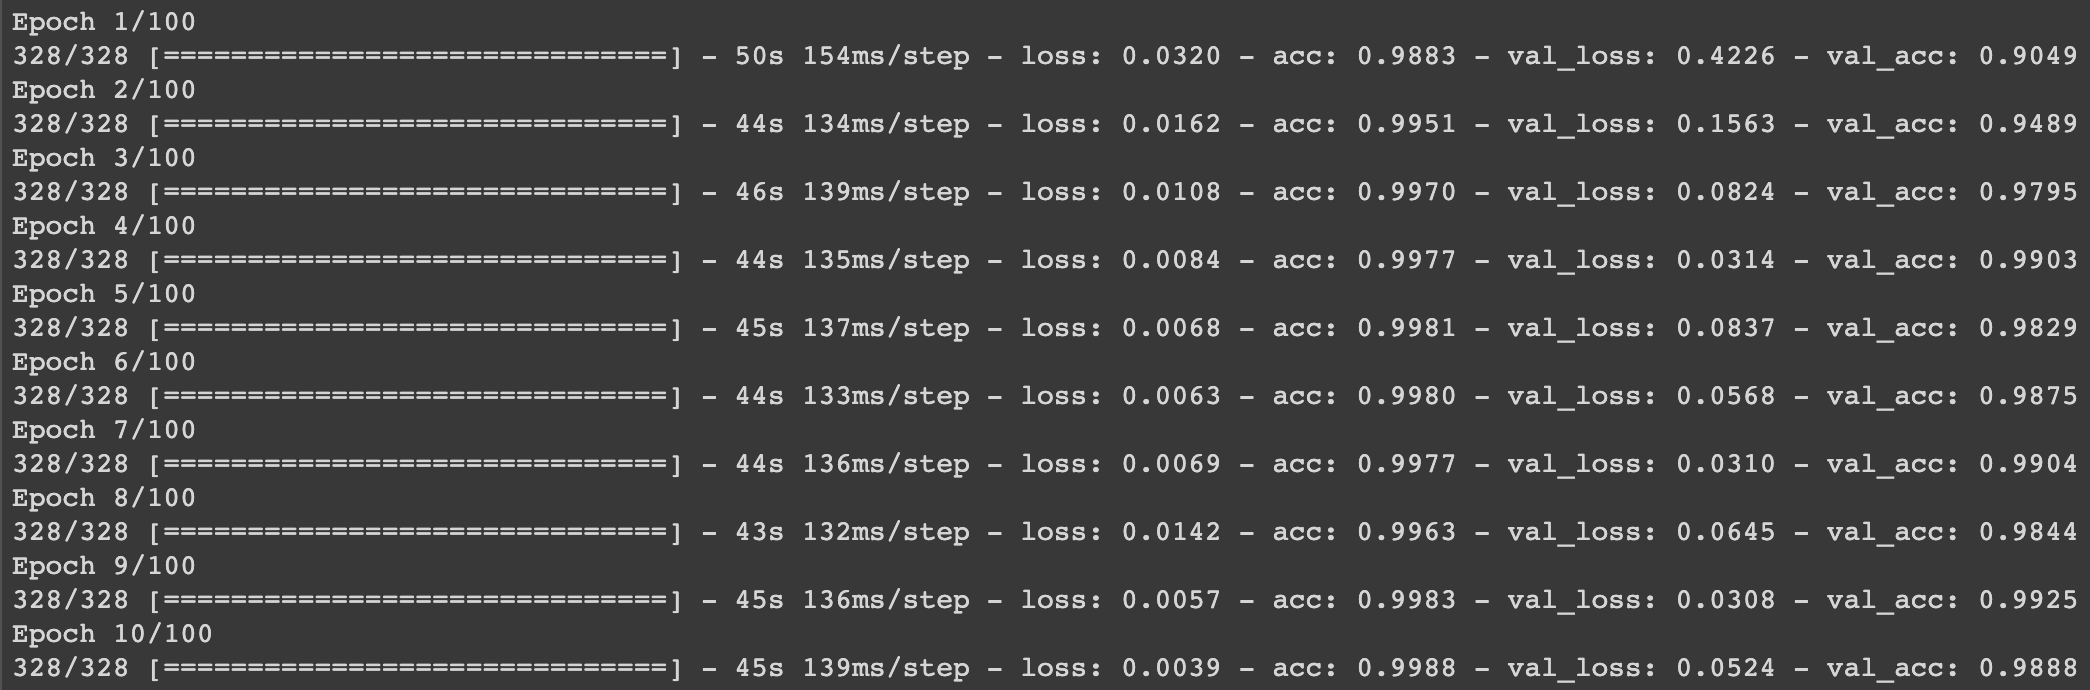 Epoch 1/100
328/328 [==============================] - 50s 154ms/step - loss: 0.0320 - acc: 0.9883 - val_loss: 0.4226 - val_acc: 0.9049
Epoch 2/100
328/328 [==============================] - 44s 134ms/step - loss: 0.0162 - acc: 0.9951 - val_loss: 0.1563 - val_acc: 0.9489
Epoch 3/100
328/328 [==============================] - 46s 139ms/step - loss: 0.0108 - acc: 0.9970 - val_loss: 0.0824 - val_acc: 0.9795
Epoch 4/100
328/328 [==============================] - 44s 135ms/step - loss: 0.0084 - acc: 0.9977 - val_loss: 0.0314 - val_acc: 0.9903
Epoch 5/100
328/328 [==============================] - 45s 137ms/step - loss: 0.0068 - acc: 0.9981 - val_loss: 0.0837 - val_acc: 0.9829
Epoch 6/100
328/328 [==============================] - 44s 133ms/step - loss: 0.0063 - acc: 0.9980 - val_loss: 0.0568 - val_acc: 0.9875
Epoch 7/100
328/328 [==============================] - 44s 136ms/step - loss: 0.0069 - acc: 0.9977 - val_loss: 0.0310 - val_acc: 0.9904
Epoch 8/100
328/328 [==============================] - 43s 132ms/step - loss: 0.0142 - acc: 0.9963 - val_loss: 0.0645 - val_acc: 0.9844
Epoch 9/100
328/328 [==============================] - 45s 136ms/step - loss: 0.0057 - acc: 0.9983 - val_loss: 0.0308 - val_acc: 0.9925
Epoch 10/100
328/328 [==============================] - 45s 139ms/step - loss: 0.0039 - acc: 0.9988 - val_loss: 0.0524 - val_acc: 0.9888